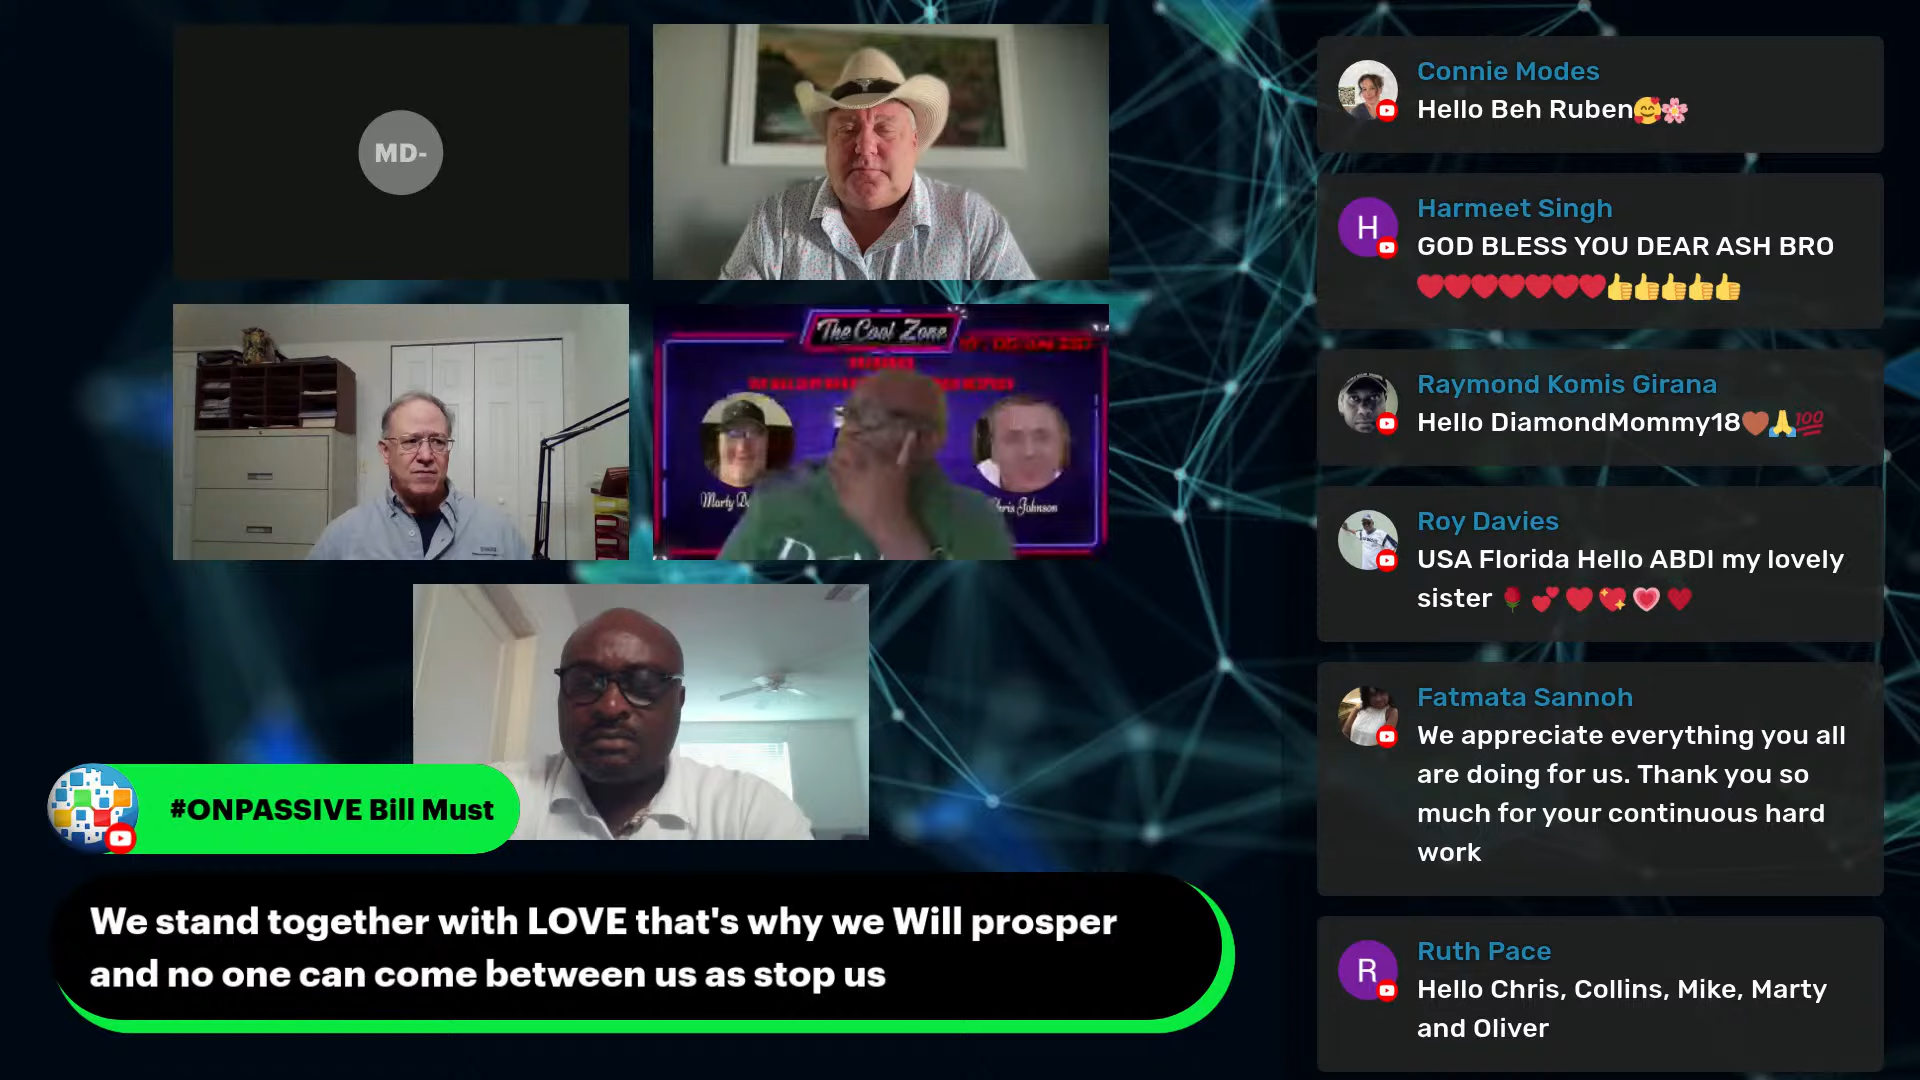 MD-
The Cool Zone
Marty
Chris Johnson
#ONPASSIVE Bill Must
We stand together with LOVE that's why we Will prosper
and no one can come between us as stop us
Connie Modes
Hello Beh Ruben🥰🌸
H
Harmeet Singh
GOD BLESS YOU DEAR ASH BRO
❤❤❤❤❤❤❤👍👍👍👍👍
Raymond Komis Girana
Hello DiamondMommy18🤎🙏💯
Roy Davies
USA Florida Hello ABDI my lovely
sister 🌹 💕 ❤ 💖 💗 ❤
Fatmata Sannoh
We appreciate everything you all
are doing for us. Thank you so
much for your continuous hard
work
R
Ruth Pace
Hello Chris, Collins, Mike, Marty
and Oliver